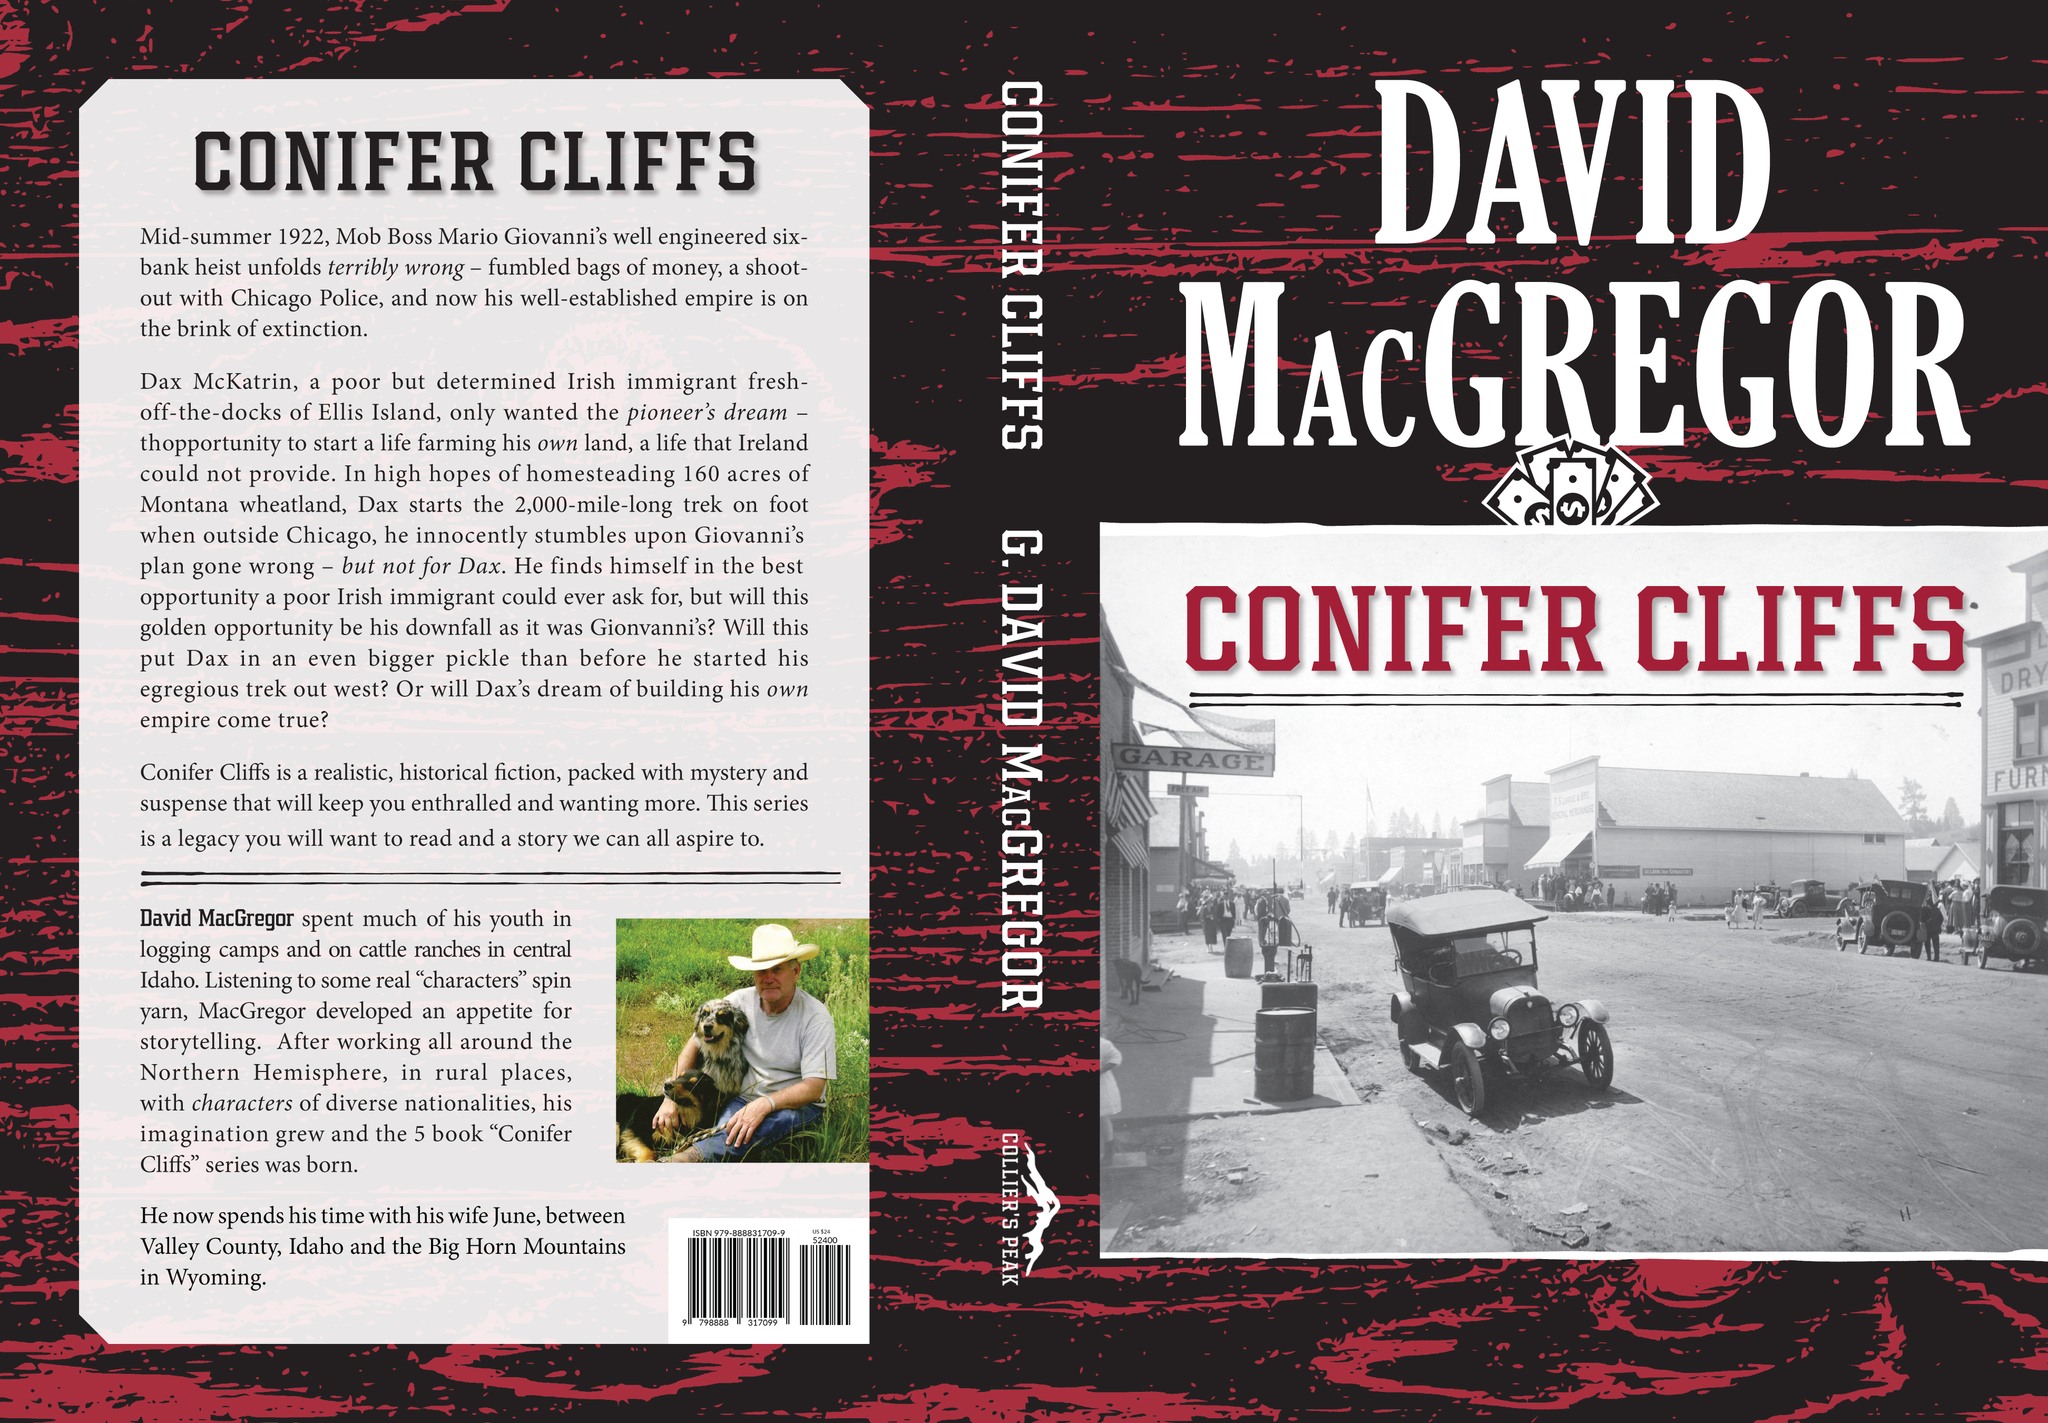 CONIFER CLIFFS
Mid-summer 1922, Mob Boss Mario Giovanni’s well engineered six-
bank heist unfolds terribly wrong – fumbled bags of money, a shoot-
out with Chicago Police, and now his well-established empire is on
the brink of extinction.
Dax McKatrin, a poor but determined Irish immigrant fresh-
off-the-docks of Ellis Island, only wanted the pioneer’s dream –
thopportunity to start a life farming his own land, a life that Ireland
could not provide. In high hopes of homesteading 160 acres of
Montana wheatland, Dax starts the 2,000-mile-long trek on foot
when outside Chicago, he innocently stumbles upon Giovanni’s
plan gone wrong – but not for Dax. He finds himself in the best
opportunity a poor Irish immigrant could ever ask for, but will this
golden opportunity be his downfall as it was Gionvanni’s? Will this
put Dax in an even bigger pickle than before he started his
egregious trek out west? Or will Dax’s dream of building his own
empire come true?
Conifer Cliffs is a realistic, historical fiction, packed with mystery and
suspense that will keep you enthralled and wanting more. This series
is a legacy you will want to read and a story we can all aspire to.
David MacGregor spent much of his youth in
logging camps and on cattle ranches in central
Idaho. Listening to some real “characters” spin
yarn, MacGregor developed an appetite for
storytelling. After working all around the
Northern Hemisphere, in rural places,
with characters of diverse nationalities, his
imagination grew and the 5 book “Conifer
Cliffs” series was born.
He now spends his time with his wife June, between
Valley County, Idaho and the Big Horn Mountains
in Wyoming.
ISBN 979-888831709-9
US $24
52400
9 798888 317099
CONIFER CLIFFS
G. DAVID MACGREGOR
COLLIER'S PEAK
DAVID
MACGREGOR
CONIFER CLIFFS
GARAGE
FREE AIR
DRY
FURN